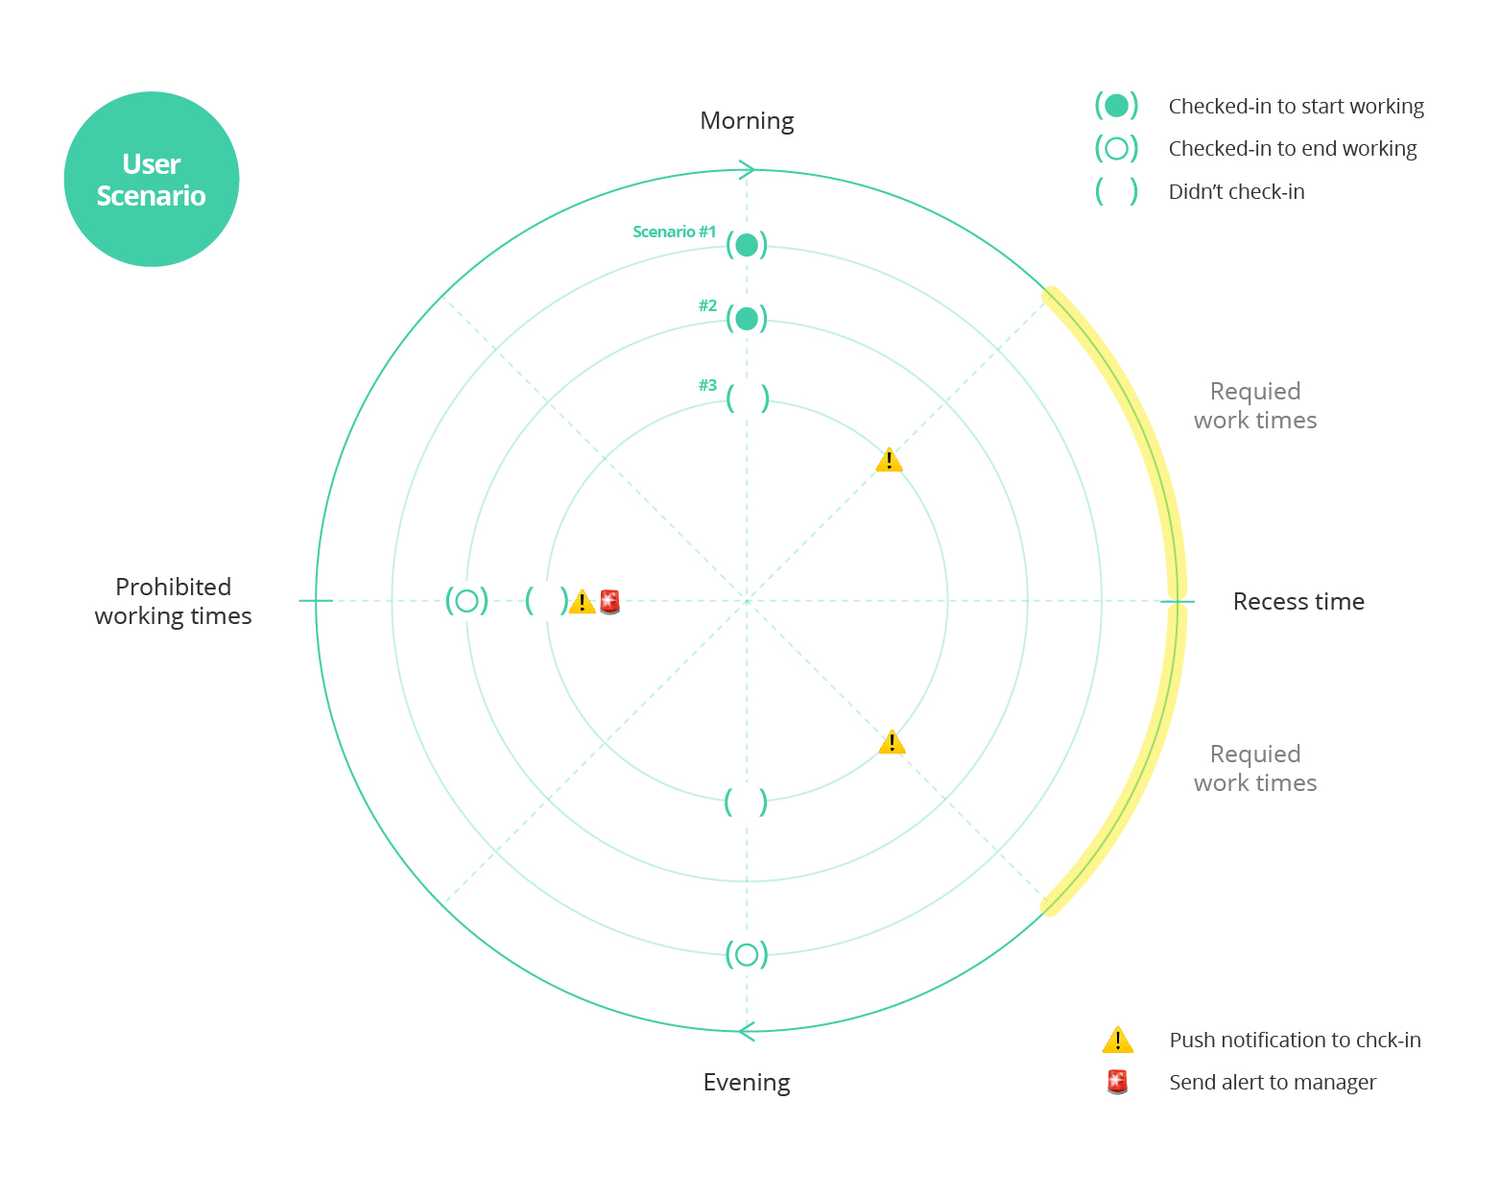 User
Scenario
Morning
Checked-in to start working
Checked-in to end working
Didn’t check-in
Scenario #1
#2
#3
Requied
work times
Prohibited
working times
Recess time
Requied
work times
Evening
Push notification to chck-in
Send alert to manager